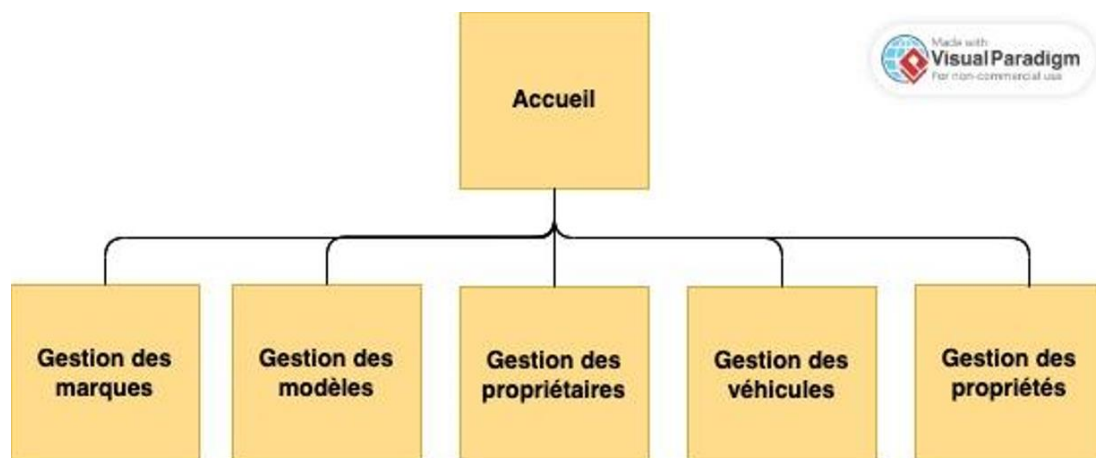 Accueil
Made with
Visual Paradigm
For non-commercial use
Gestion des
marques
Gestion des
modèles
Gestion des
propriétaires
Gestion des
véhicules
Gestion des
propriétés